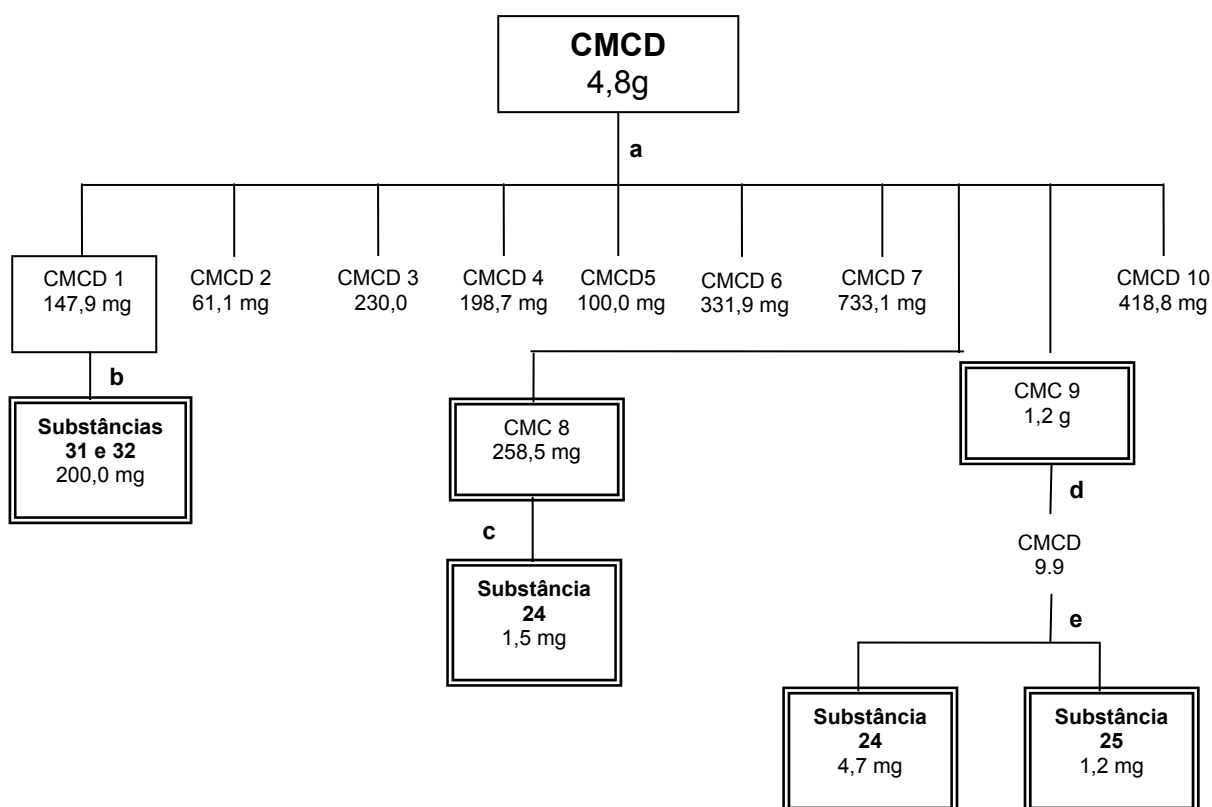 CMCD
4,8g
a
CMCD 1
147,9 mg
CMCD 2
61,1 mg
CMCD 3
230,0
CMCD 4
198,7 mg
CMCD5
100,0 mg
CMCD 6
331,9 mg
CMCD 7
733,1 mg
CMCD 10
418,8 mg
b
Substâncias
31 e 32
200,0 mg
CMC 8
258,5 mg
CMC 9
1,2 g
c
d
Substância
24
1,5 mg
CMCD
9.9
e
Substância
24
4,7 mg
Substância
25
1,2 mg